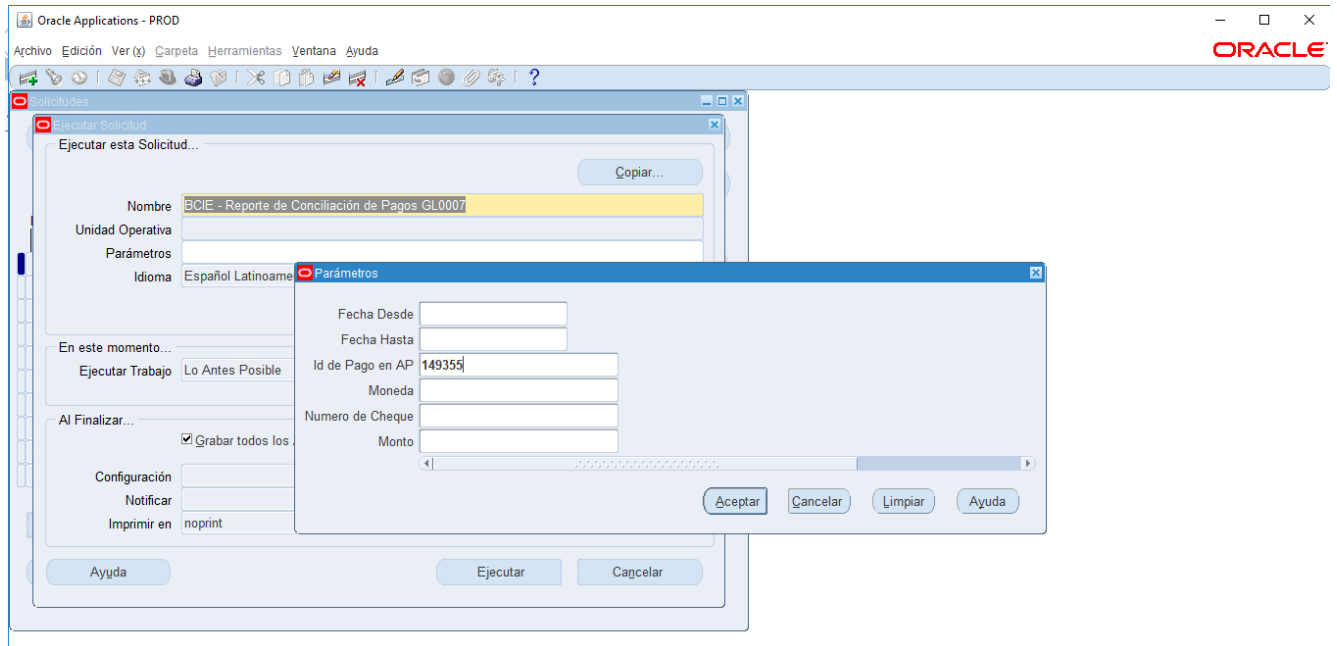 Oracle Applications - PROD
Archivo Edición Ver (x) Carpeta Herramientas Ventana Ayuda
ORACLE
Solicitudes
Ejecutar Solicitud
Ejecutar esta Solicitud...
Copiar...
Nombre BCIE - Reporte de Conciliación de Pagos GL0007
Unidad Operativa
Parámetros
Idioma Español Latinoame
Parámetros
Fecha Desde
Fecha Hasta
Id de Pago en AP 149355
Moneda
Numero de Cheque
Monto
Aceptar Cancelar Limpiar Ayuda
En este momento...
Ejecutar Trabajo Lo Antes Posible
Al Finalizar...
Grabar todos los
Configuración
Notificar
Imprimir en noprint
Ayuda Ejecutar Cancelar